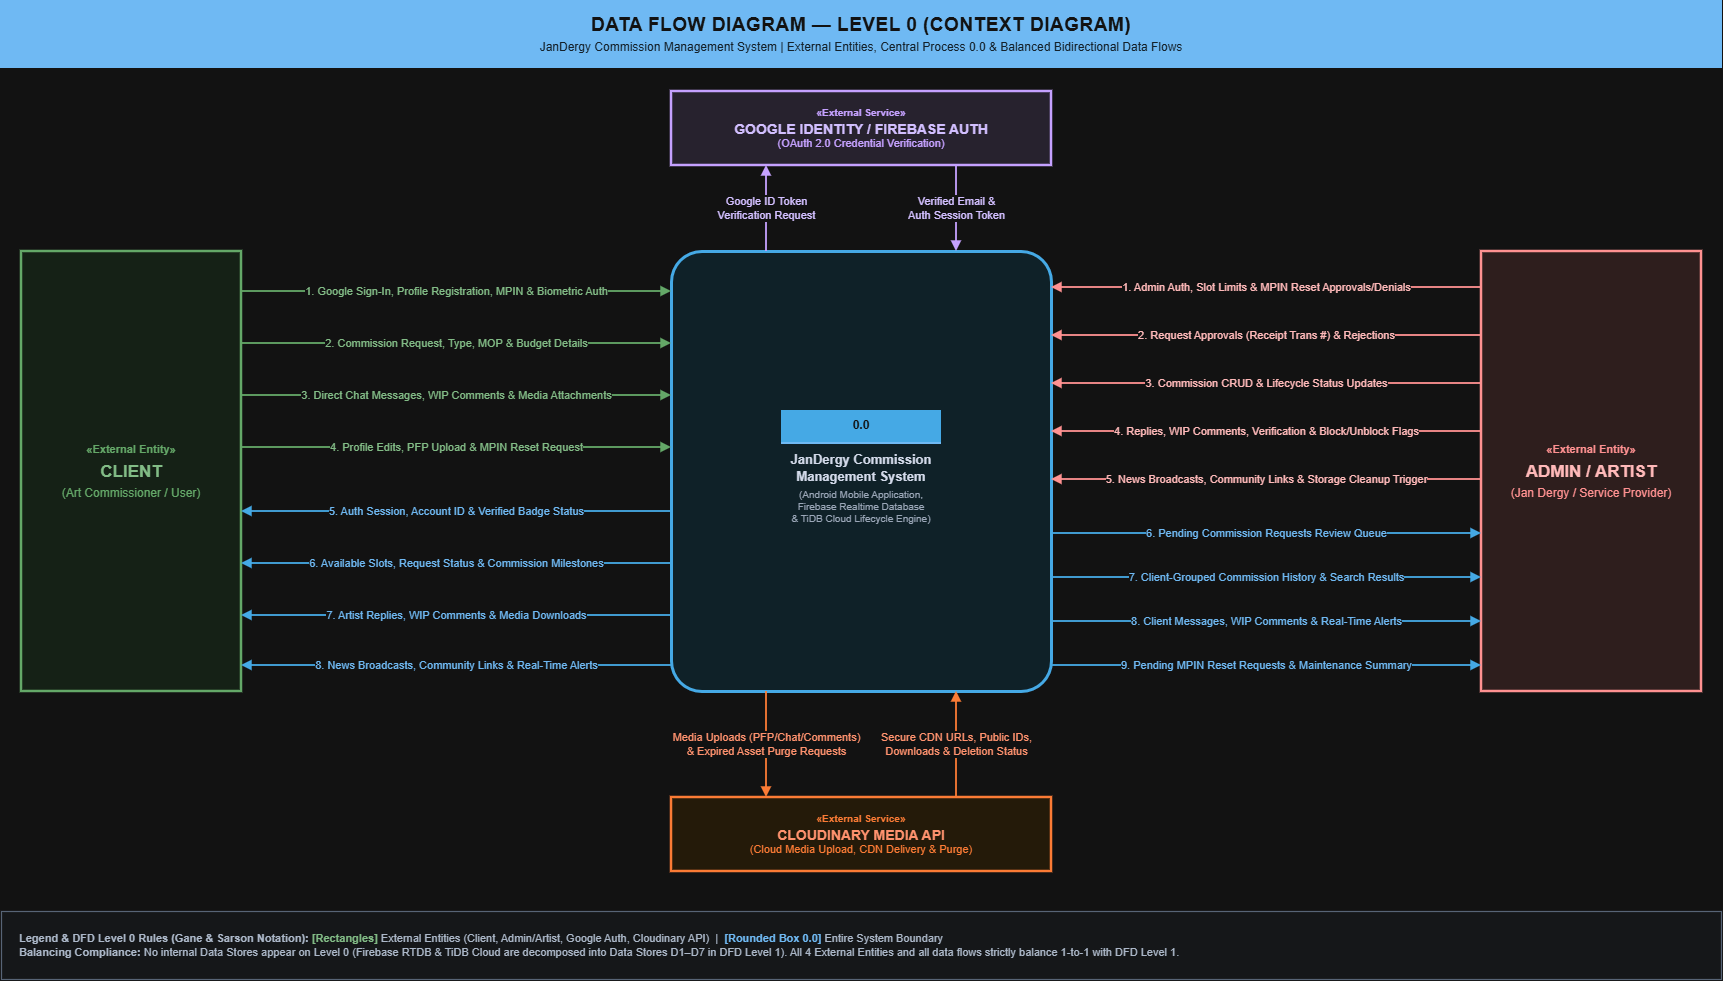 DATA FLOW DIAGRAM — LEVEL 0 (CONTEXT DIAGRAM)
JanDergy Commission Management System | External Entities, Central Process 0.0 & Balanced Bidirectional Data Flows
«External Service»
GOOGLE IDENTITY / FIREBASE AUTH
(OAuth 2.0 Credential Verification)
Google ID Token
Verification Request
Verified Email &
Auth Session Token
«External Entity»
CLIENT
(Art Commissioner / User)
1. Google Sign-In, Profile Registration, MPIN & Biometric Auth
2. Commission Request, Type, MOP & Budget Details
3. Direct Chat Messages, WIP Comments & Media Attachments
4. Profile Edits, PFP Upload & MPIN Reset Request
5. Auth Session, Account ID & Verified Badge Status
6. Available Slots, Request Status & Commission Milestones
7. Artist Replies, WIP Comments & Media Downloads
8. News Broadcasts, Community Links & Real-Time Alerts
0.0
JanDergy Commission
Management System
(Android Mobile Application,
Firebase Realtime Database
& TiDB Cloud Lifecycle Engine)
1. Admin Auth, Slot Limits & MPIN Reset Approvals/Denials
2. Request Approvals (Receipt Trans #) & Rejections
3. Commission CRUD & Lifecycle Status Updates
4. Replies, WIP Comments, Verification & Block/Unblock Flags
5. News Broadcasts, Community Links & Storage Cleanup Trigger
6. Pending Commission Requests Review Queue
7. Client-Grouped Commission History & Search Results
8. Client Messages, WIP Comments & Real-Time Alerts
9. Pending MPIN Reset Requests & Maintenance Summary
«External Entity»
ADMIN / ARTIST
(Jan Dergy / Service Provider)
Media Uploads (PFP/Chat/Comments)
& Expired Asset Purge Requests
Secure CDN URLs, Public IDs,
Downloads & Deletion Status
«External Service»
CLOUDINARY MEDIA API
(Cloud Media Upload, CDN Delivery & Purge)
Legend & DFD Level 0 Rules (Gane & Sarson Notation): [Rectangles] External Entities (Client, Admin/Artist, Google Auth, Cloudinary API) | [Rounded Box 0.0] Entire System Boundary
Balancing Compliance: No internal Data Stores appear on Level 0 (Firebase RTDB & TiDB Cloud are decomposed into Data Stores D1–D7 in DFD Level 1). All 4 External Entities and all data flows strictly balance 1-to-1 with DFD Level 1.